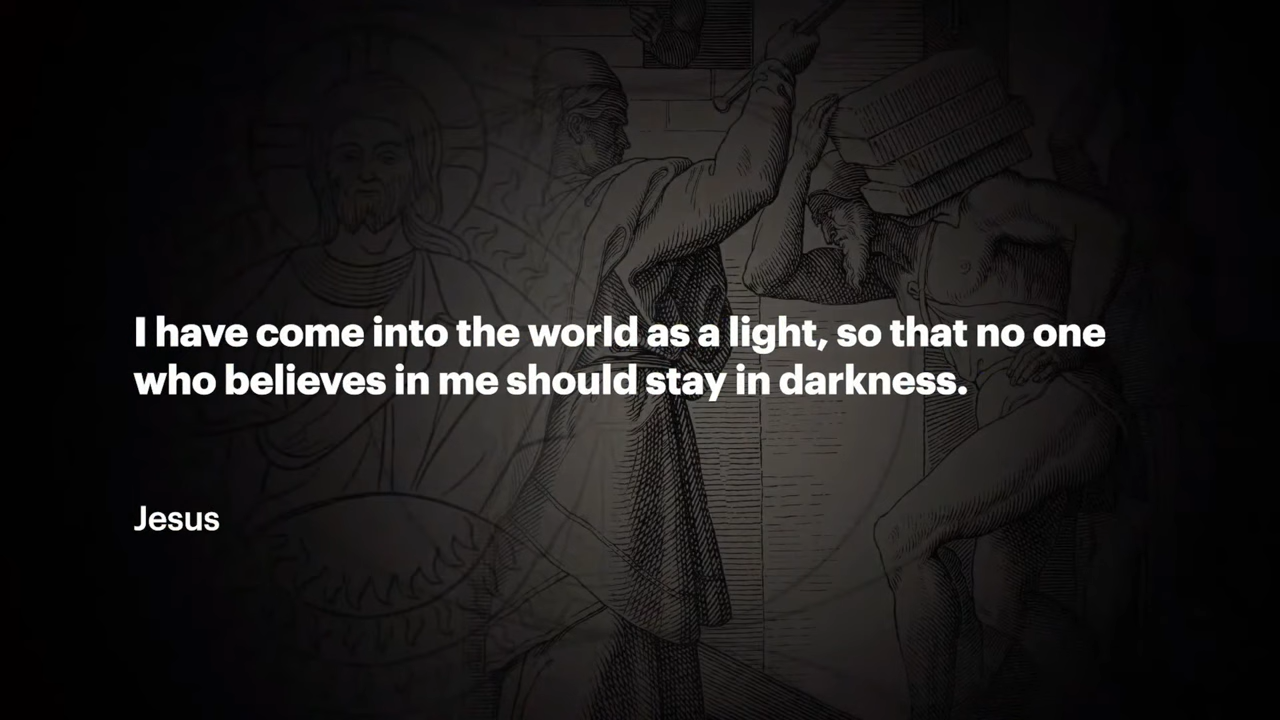 I have come into the world as a light, so that no one
who believes in me should stay in darkness.
Jesus